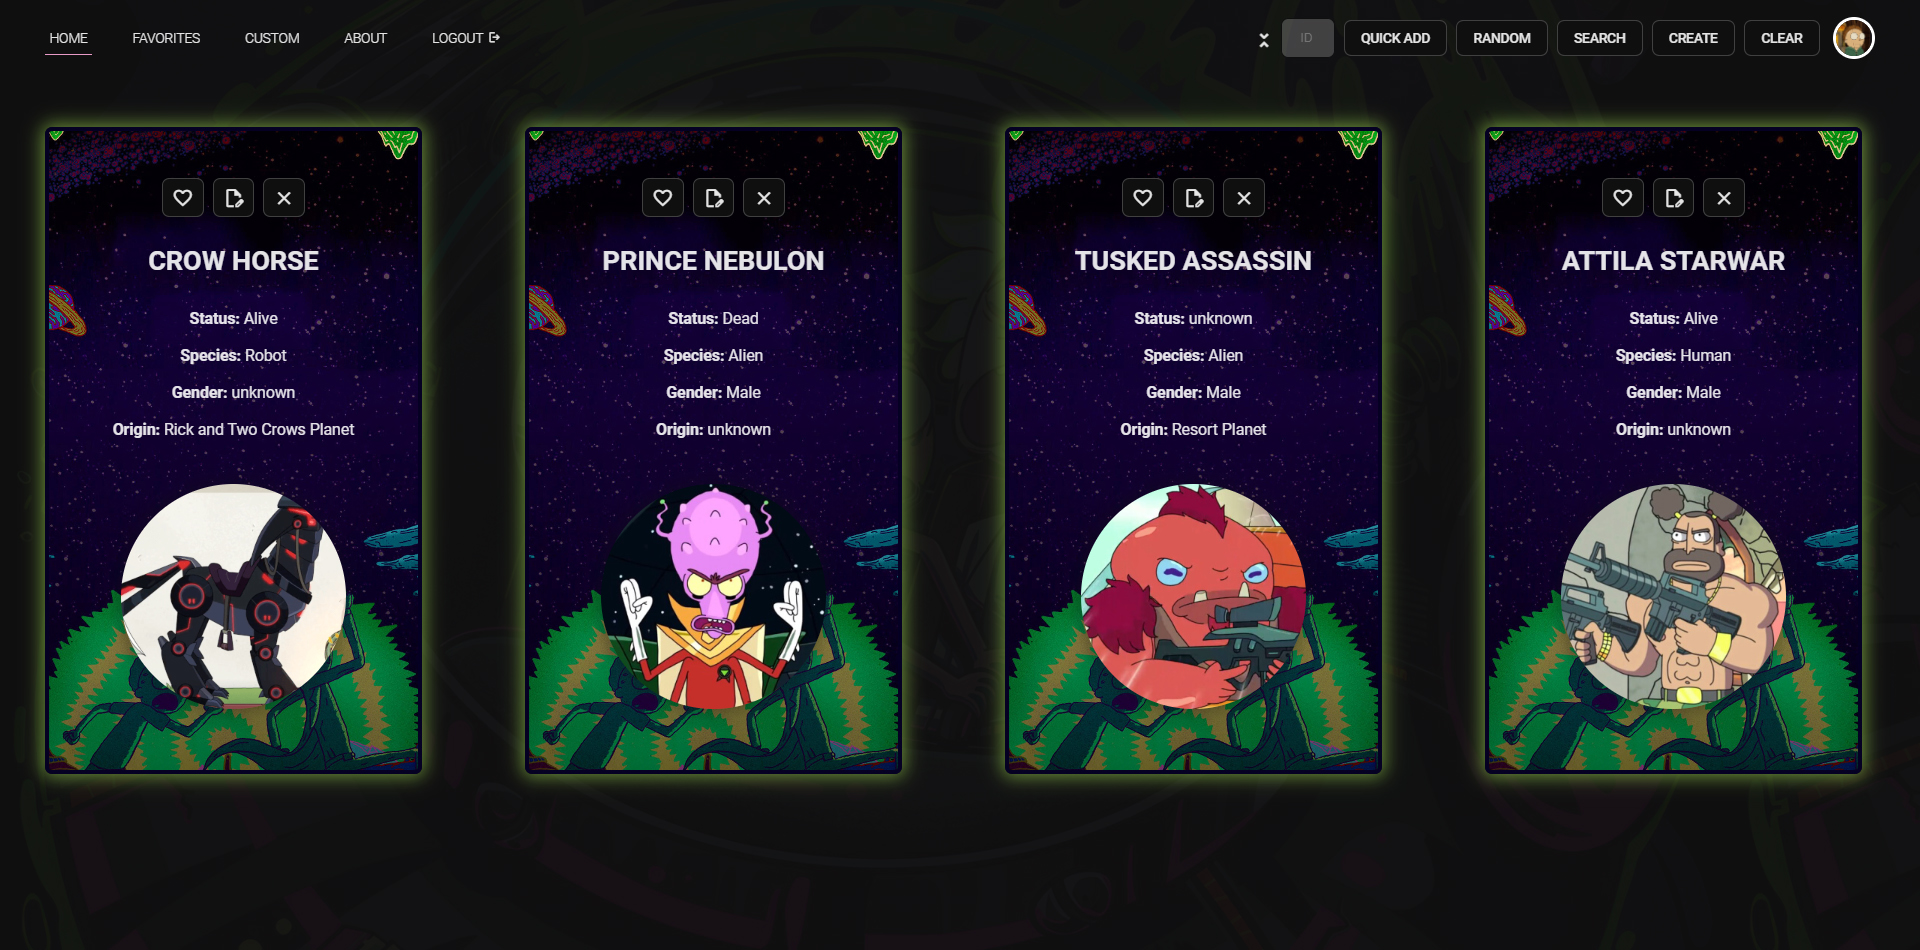 HOME FAVORITES CUSTOM ABOUT LOGOUT ID QUICK ADD RANDOM SEARCH CREATE CLEAR
CROW HORSE
Status: Alive
Species: Robot
Gender: unknown
Origin: Rick and Two Crows Planet
PRINCE NEBULON
Status: Dead
Species: Alien
Gender: Male
Origin: unknown
TUSKED ASSASSIN
Status: unknown
Species: Alien
Gender: Male
Origin: Resort Planet
ATTILA STARWAR
Status: Alive
Species: Human
Gender: Male
Origin: unknown